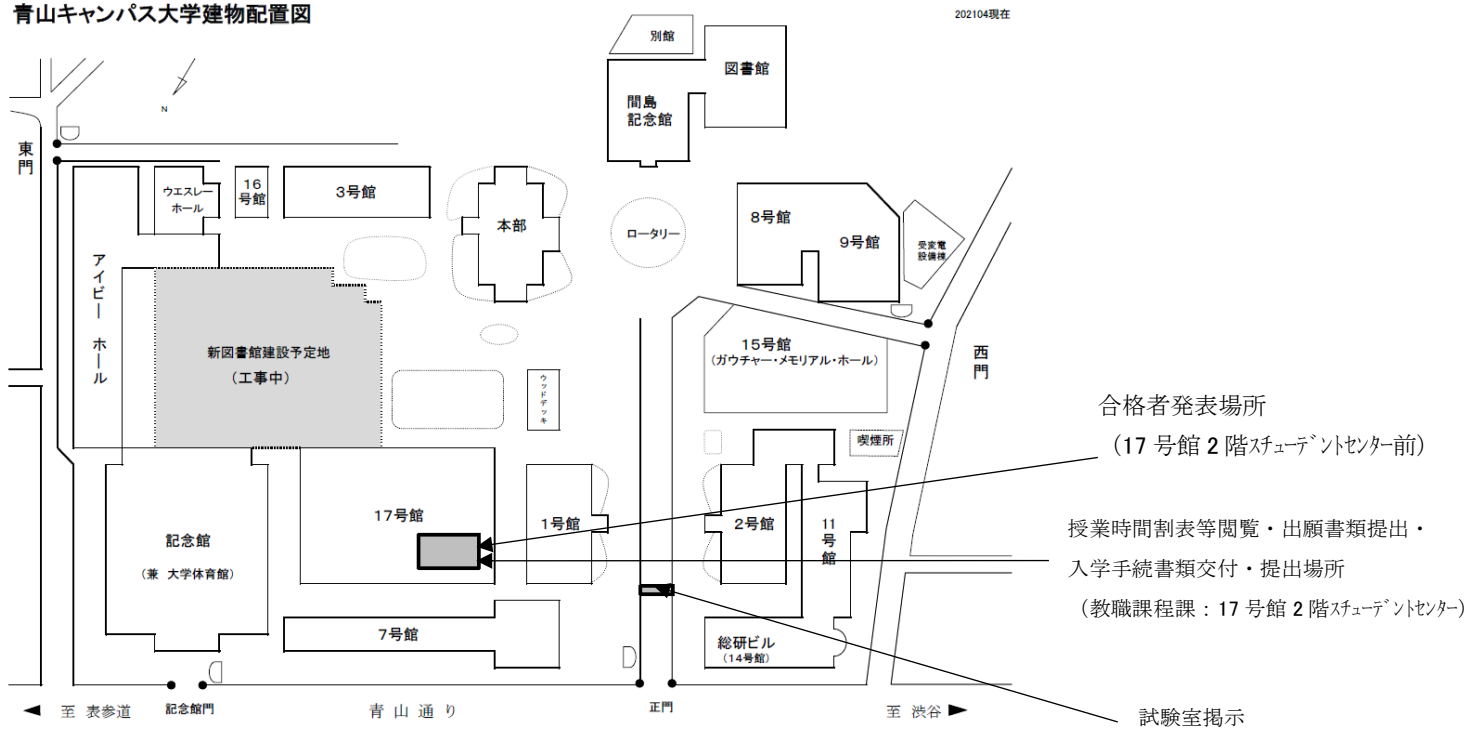 青山キャンパス大学建物配置図
202104現在
別館
図書館
間島
記念館
N
東
門
ウエスレー
ホール
16
号館
3号館
本部
ロータリー
8号館
9号館
受変電
設備棟
アイビー ホール
新図書館建設予定地
(工事中)
ウッドデッキ
15号館
(ガウチャー・メモリアル・ホール)
西
門
喫煙所
合格者発表場所
(17 号館 2 階スチューデントセンター前)
記念館
(兼 大学体育館)
17号館
1号館
2号館
11
号
館
授業時間割表等閲覧・出願書類提出・
入学手続書類交付・提出場所
(教職課程課：17 号館 2 階スチューデントセンター)
7号館
総研ビル
(14号館)
◀ 至 表参道
記念館門
青 山 通 り
正門
至 渋谷 ▶
試験室掲示